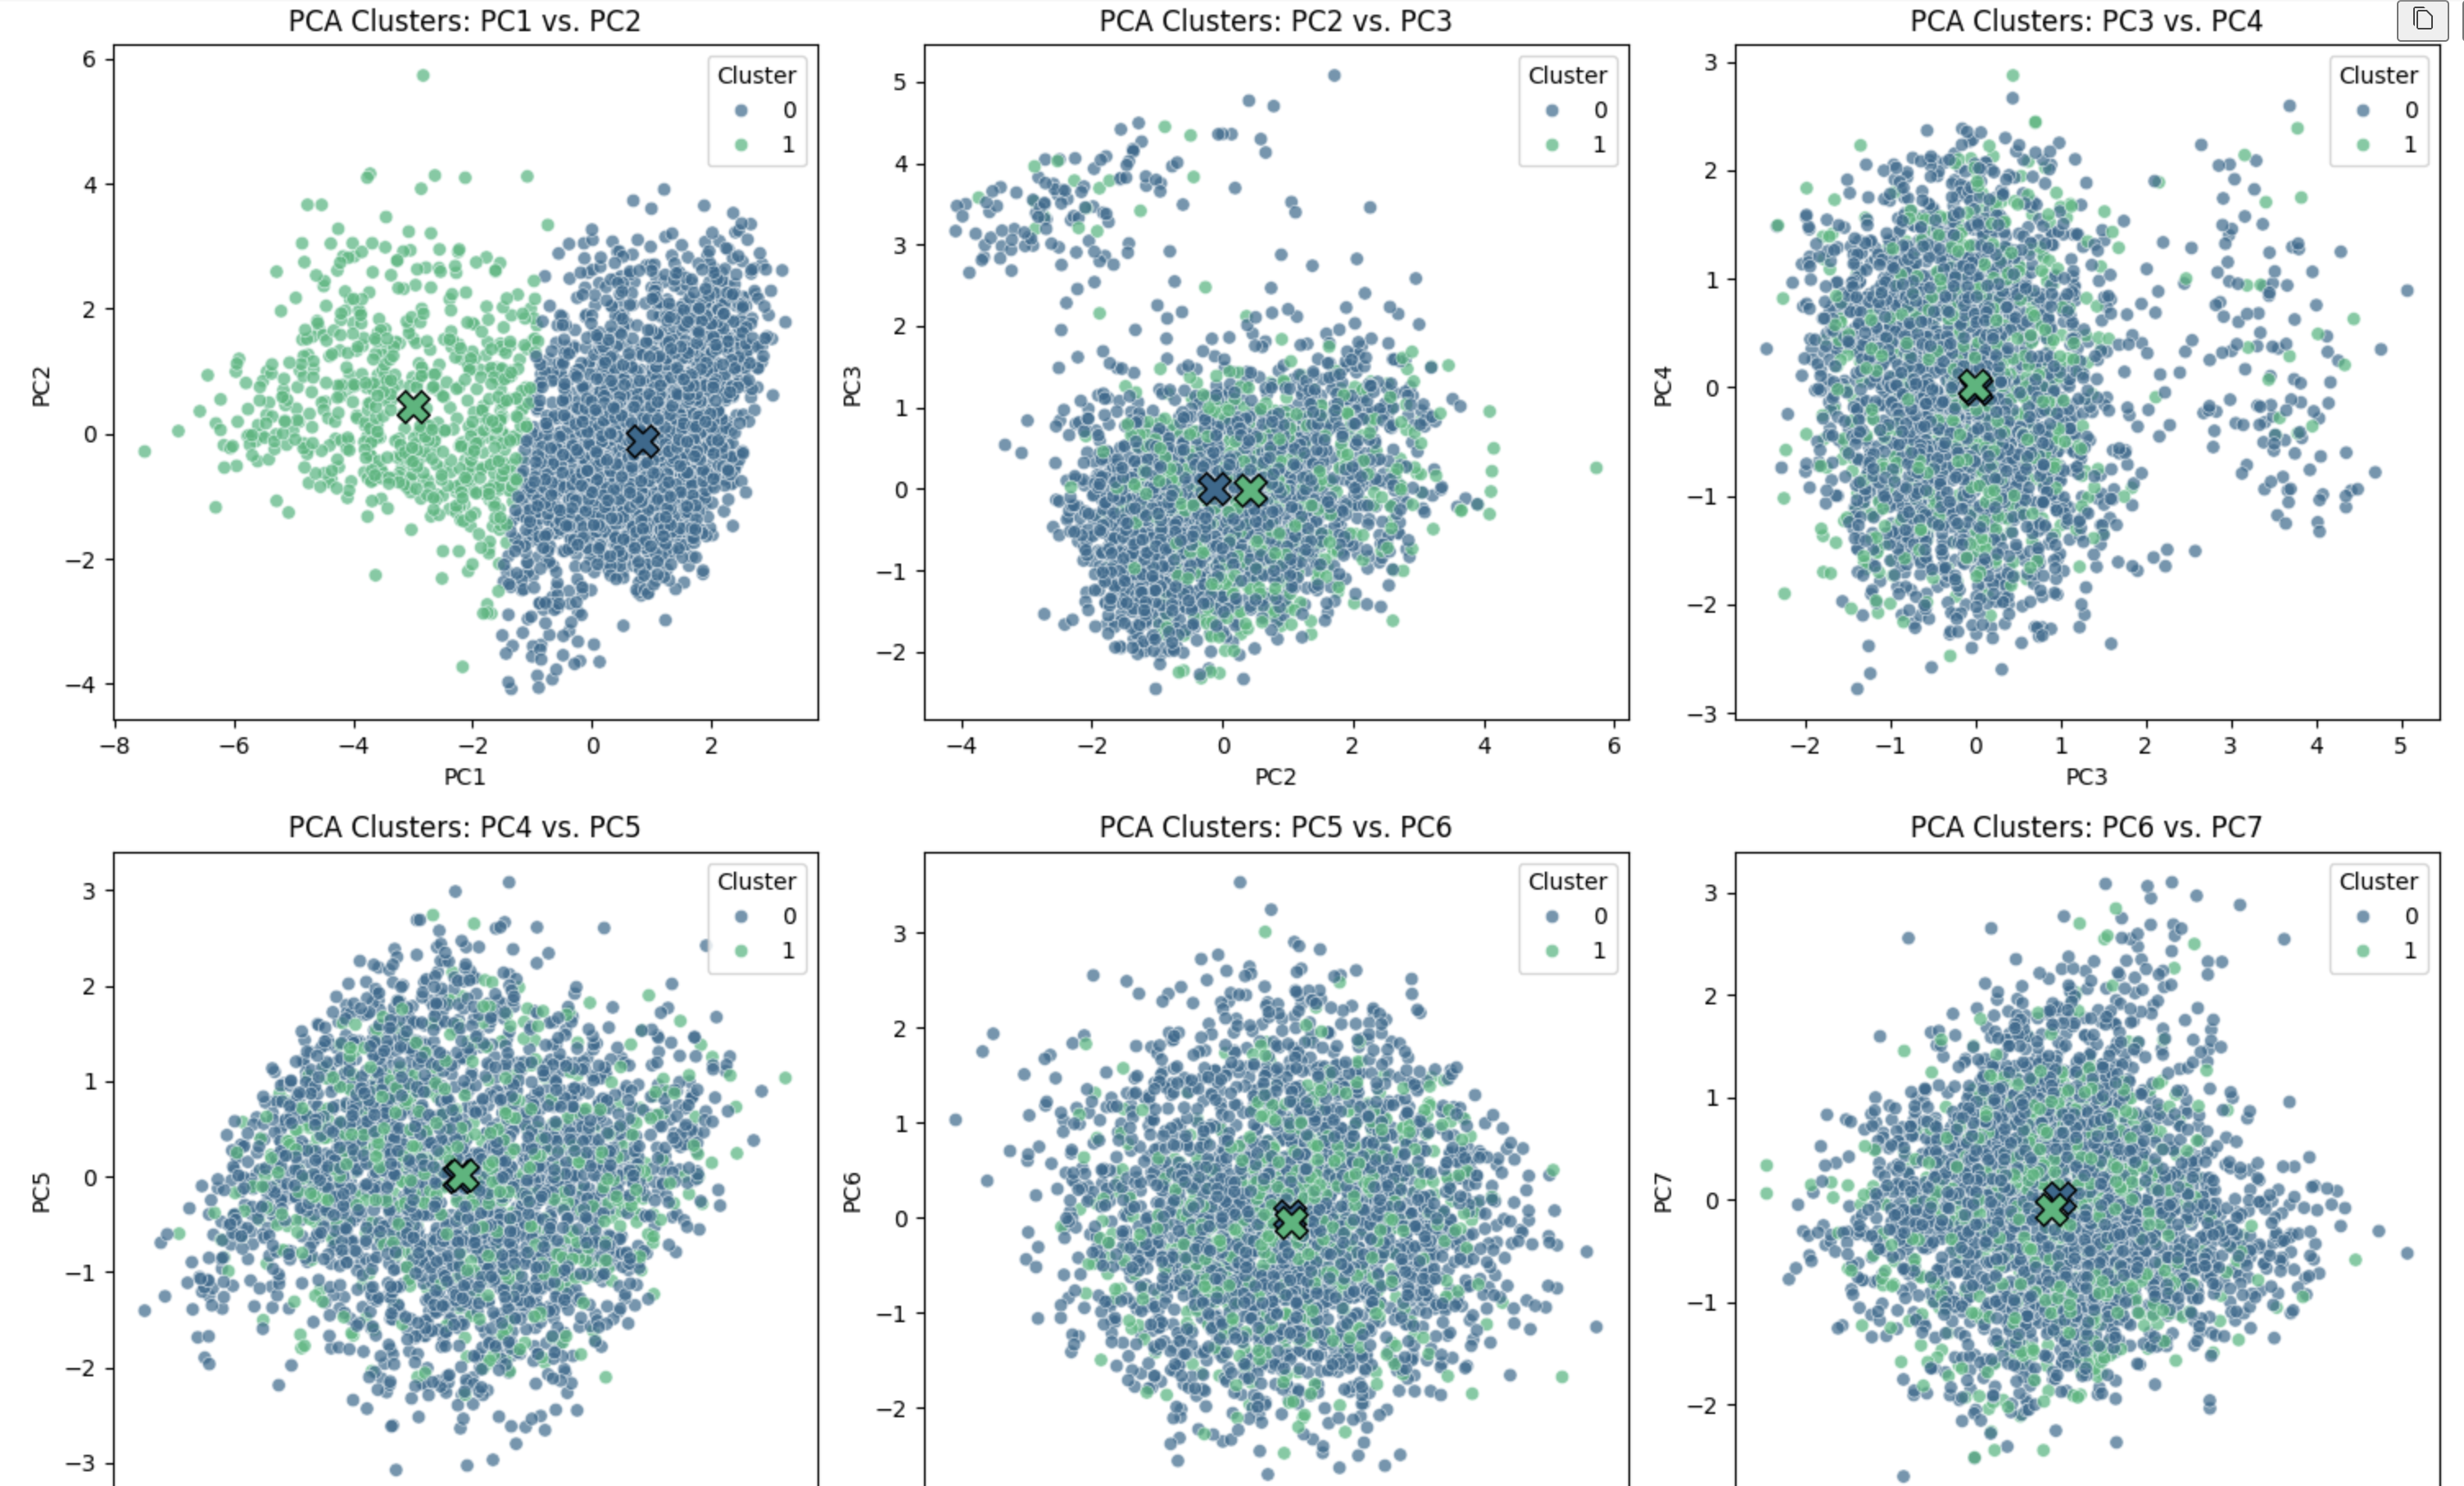 PCA Clusters: PC1 vs. PC2
6
4
2
0
−2
−4
PC2
Cluster
0
1
−8 −6 −4 −2 0 2
PC1
PCA Clusters: PC2 vs. PC3
5
4
3
2
1
0
−1
−2
PC3
Cluster
0
1
−4 −2 0 2 4 6
PC2
PCA Clusters: PC3 vs. PC4
3
2
1
0
−1
−2
−3
PC4
Cluster
0
1
−2 −1 0 1 2 3 4 5
PC3
PCA Clusters: PC4 vs. PC5
3
2
1
0
−1
−2
−3
PC5
Cluster
0
1
PCA Clusters: PC5 vs. PC6
3
2
1
0
−1
−2
PC6
Cluster
0
1
PCA Clusters: PC6 vs. PC7
3
2
1
0
−1
−2
PC7
Cluster
0
1